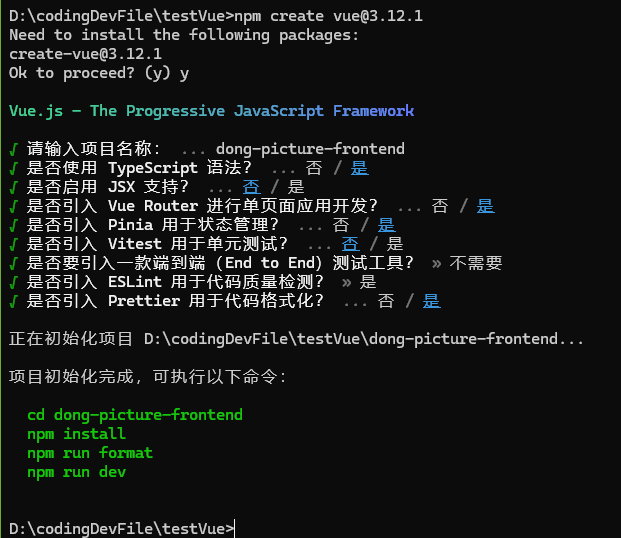 D:\codingDevFile\testVue>npm create vue@3.12.1
Need to install the following packages:
create-vue@3.12.1
Ok to proceed? (y) y
Vue.js - The Progressive JavaScript Framework
√ 请输入项目名称： ... dong-picture-frontend
√ 是否使用 TypeScript 语法？ ... 否 / 是
√ 是否启用 JSX 支持？ ... 否 / 是
√ 是否引入 Vue Router 进行单页面应用开发？ ... 否 / 是
√ 是否引入 Pinia 用于状态管理？ ... 否 / 是
√ 是否引入 Vitest 用于单元测试？ ... 否 / 是
√ 是否要引入一款端到端（End to End）测试工具？ » 不需要
√ 是否引入 ESLint 用于代码质量检测？ » 是
√ 是否引入 Prettier 用于代码格式化？ ... 否 / 是
正在初始化项目 D:\codingDevFile\testVue\dong-picture-frontend...
项目初始化完成，可执行以下命令：
cd dong-picture-frontend
npm install
npm run format
npm run dev
D:\codingDevFile\testVue>